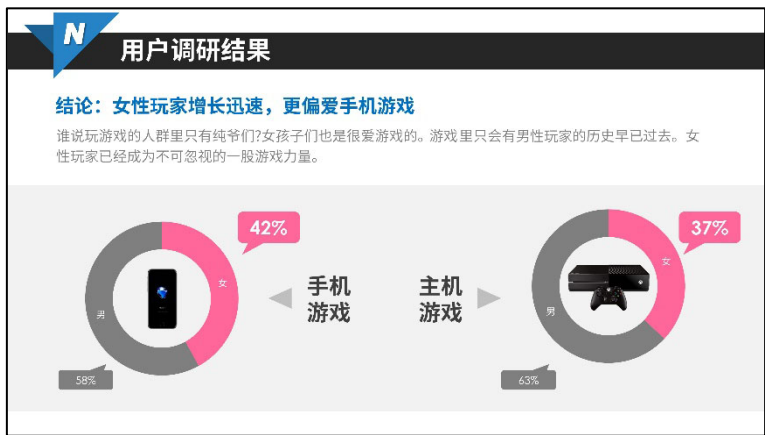 N
用户调研结果
结论：女性玩家增长迅速，更偏爱手机游戏
谁说玩游戏的人群里只有纯爷们?女孩子们也是很爱游戏的。游戏里只会有男性玩家的历史早已过去。女
性玩家已经成为不可忽视的一股游戏力量。
42%
女
男
58%
手机
游戏
主机
游戏
37%
女
男
63%